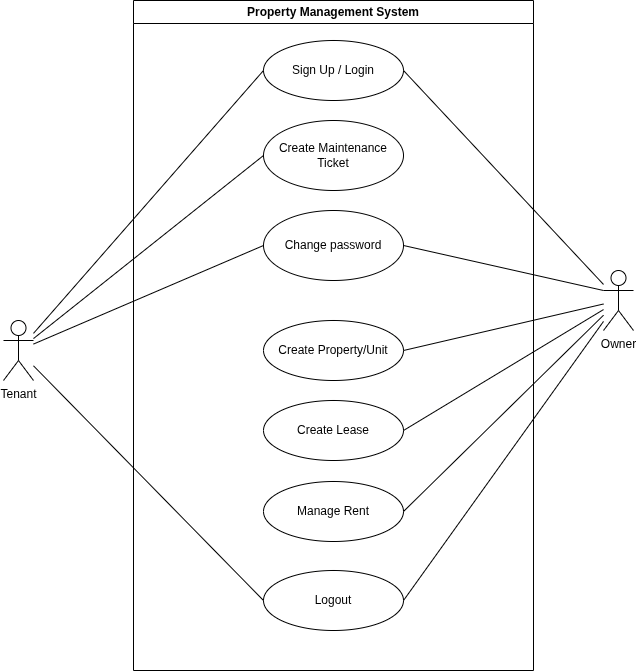 Property Management System
Sign Up / Login
Create Maintenance
Ticket
Change password
Create Property/Unit
Owner
Tenant
Create Lease
Manage Rent
Logout